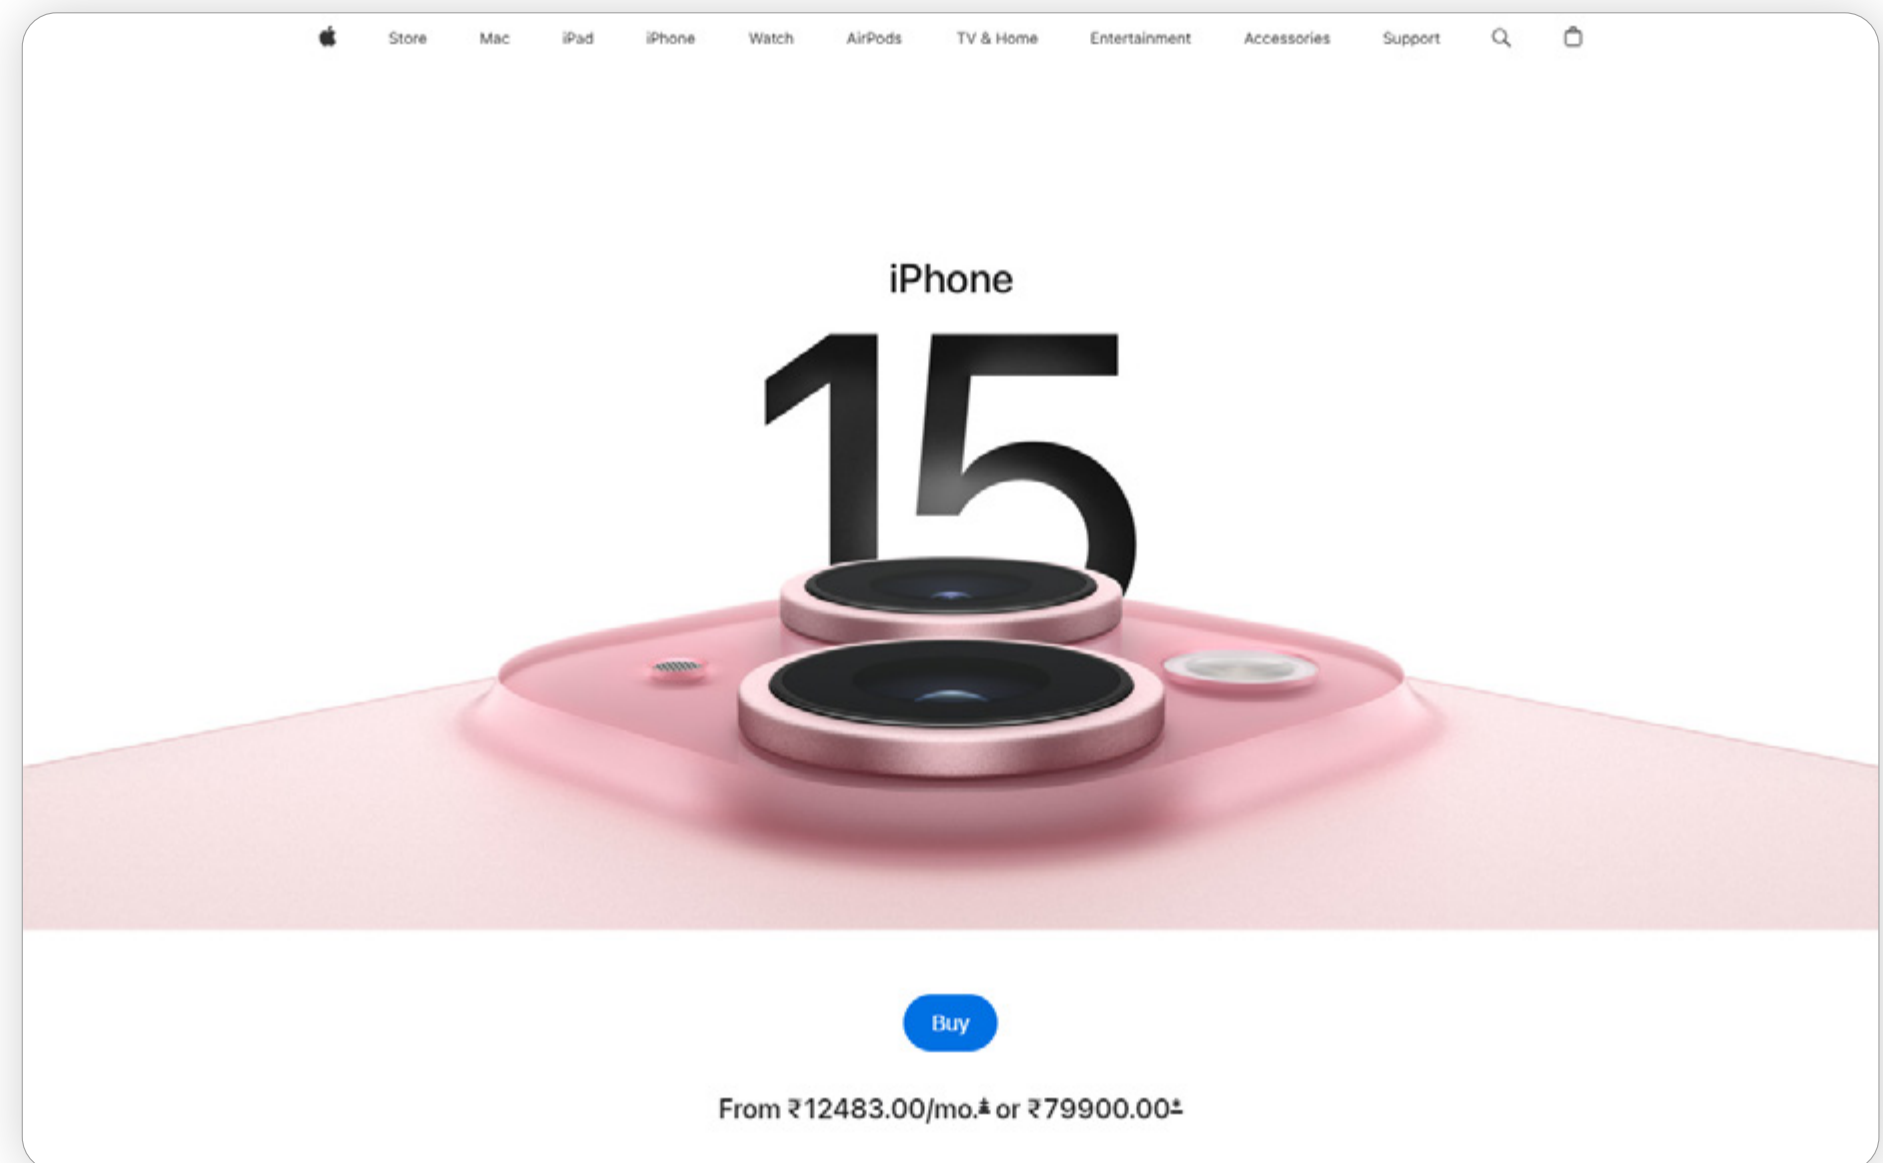 Store Mac iPad iPhone Watch AirPods TV & Home Entertainment Accessories Support
iPhone
15
Buy
From ₹12483.00/mo.‡ or ₹79900.00*